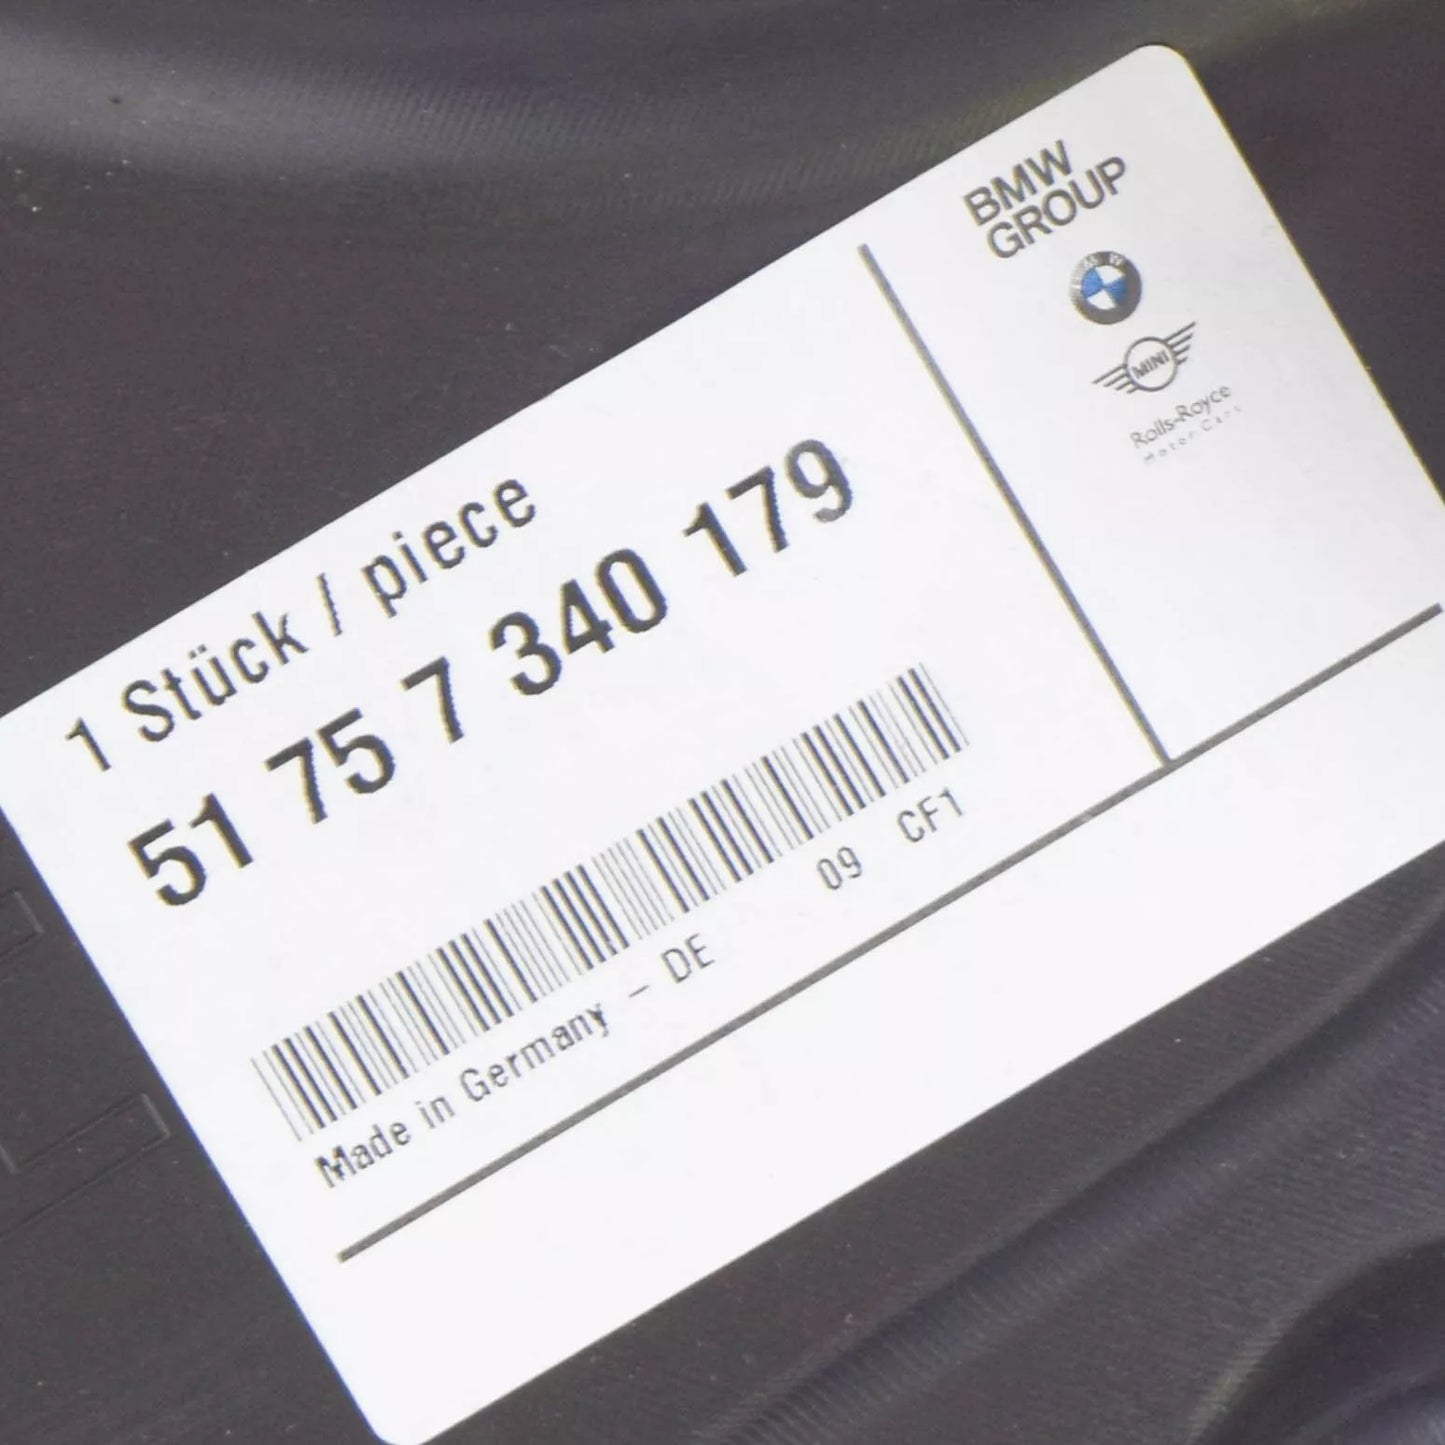 BMW
GROUP
MINI
Rolls-Royce
Motor Cars
1 Stück / piece
51 75 7 340 179
Made in Germany – DE 09 CF1